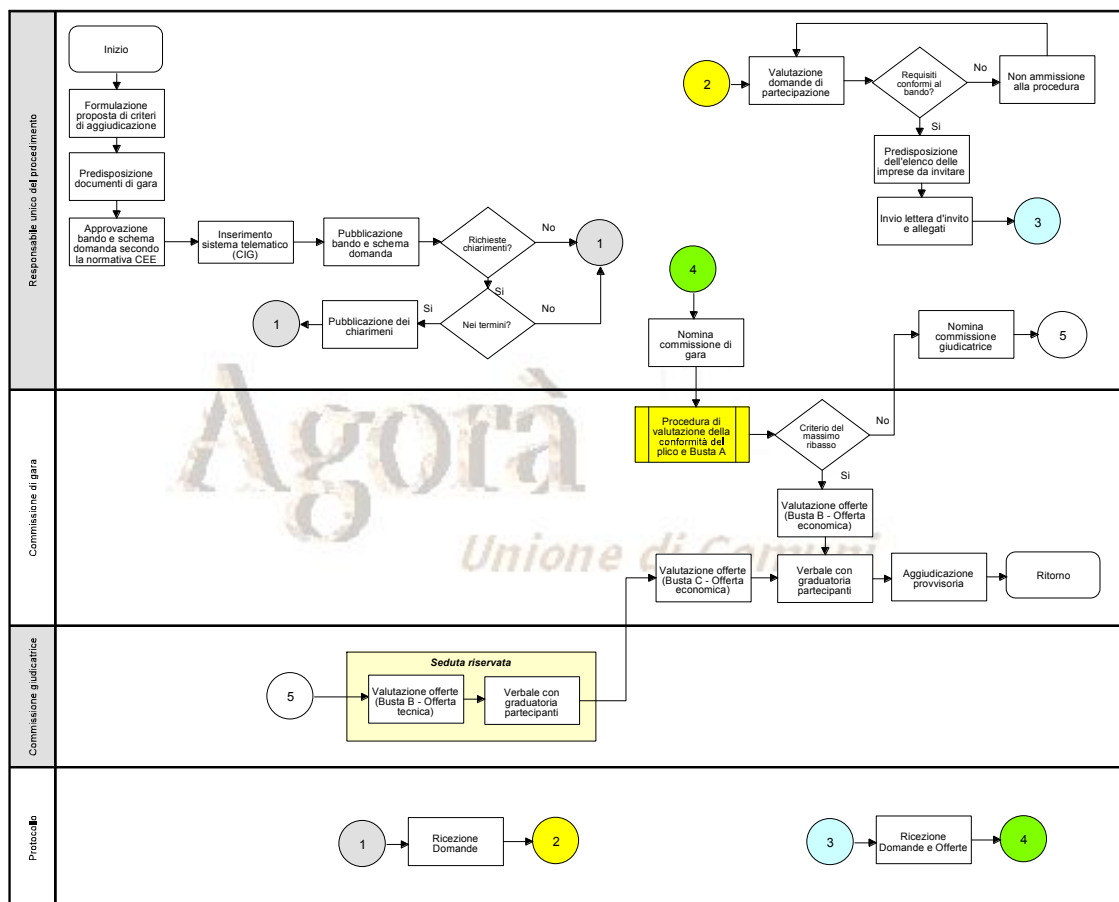 Responsabile unico del procedimento
Inizio
Formulazione
proposta di criteri
di aggiudicazione
Predisposizione
documenti di gara
Approvazione
bando e schema
domanda secondo
la normativa CEE
Inserimento
sistema telematico
(CIG)
Pubblicazione
bando e schema
domanda
Richieste
chiarimenti?
No
1
Si
Nei termini?
No
Si
Pubblicazione dei
chiarimeni
1
2
Valutazione
domande di
partecipazione
Requisiti
conformi al
bando?
No
Non ammissione
alla procedura
Si
Predisposizione
dell'elenco delle
imprese da invitare
Invio lettera d'invito
e allegati
3
4
Nomina
commissione di
gara
Nomina
commissione
giudicatrice
5
Commissione di gara
Procedura di
valutazione della
conformità del
plico e Busta A
Criterio del
massimo
ribasso
No
Si
Valutazione offerte
(Busta B - Offerta
economica)
Valutazione offerte
(Busta C - Offerta
economica)
Verbale con
graduatoria
partecipanti
Aggiudicazione
provvisoria
Ritorno
Agorà
Unione di Comuni
Commissione giudicatrice
5
Seduta riservata
Valutazione offerte
(Busta B - Offerta
tecnica)
Verbale con
graduatoria
partecipanti
Protocollo
1
Ricezione
Domande
2
3
Ricezione
Domande e Offerte
4